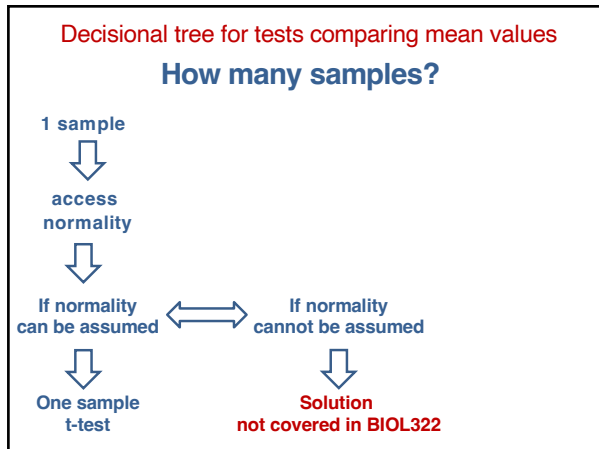 Decisional tree for tests comparing mean values
How many samples?
1 sample
access
normality
If normality
can be assumed
If normality
cannot be assumed
One sample
t-test
Solution
not covered in BIOL322